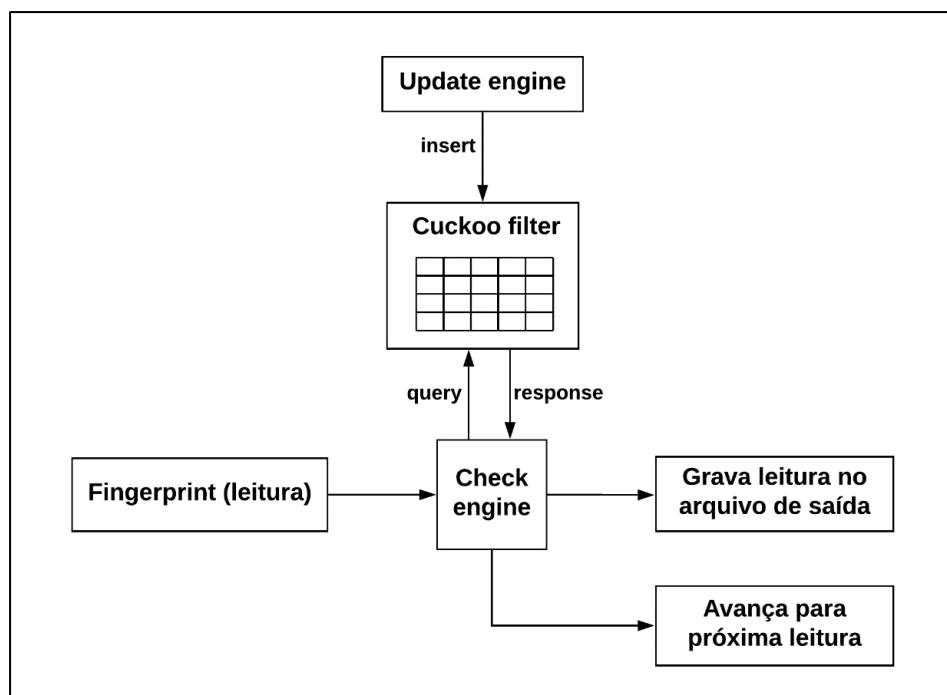 Update engine
insert
Cuckoo filter
query
response
Fingerprint (leitura)
Check
engine
Grava leitura no
arquivo de saída
Avança para
próxima leitura